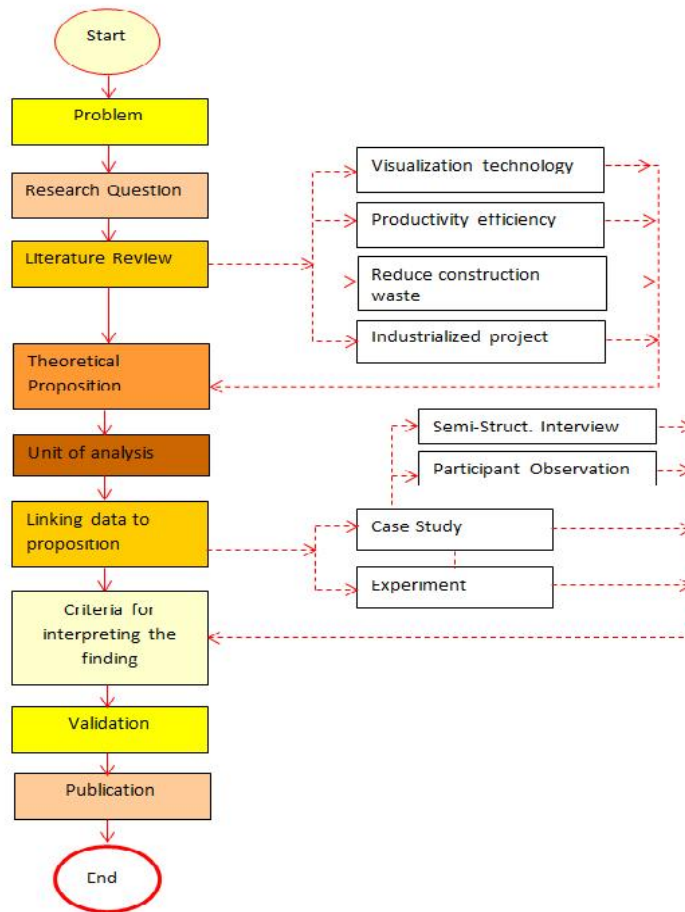 Start
Problem
Research Question
Literature Review
Visualization technology
Productivity efficiency
Reduce construction
waste
Industrialized project
Theoretical
Proposition
Unit of analysis
Linking data to
proposition
Semi-Struct. Interview
Participant Observation
Case Study
Experiment
Criteria for
interpreting the
finding
Validation
Publication
End